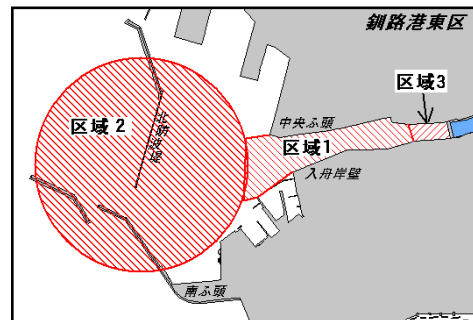 釧路港東区
区域3
区域2
北防波堤
中央ふ頭
区域1
入舟岸壁
南ふ頭